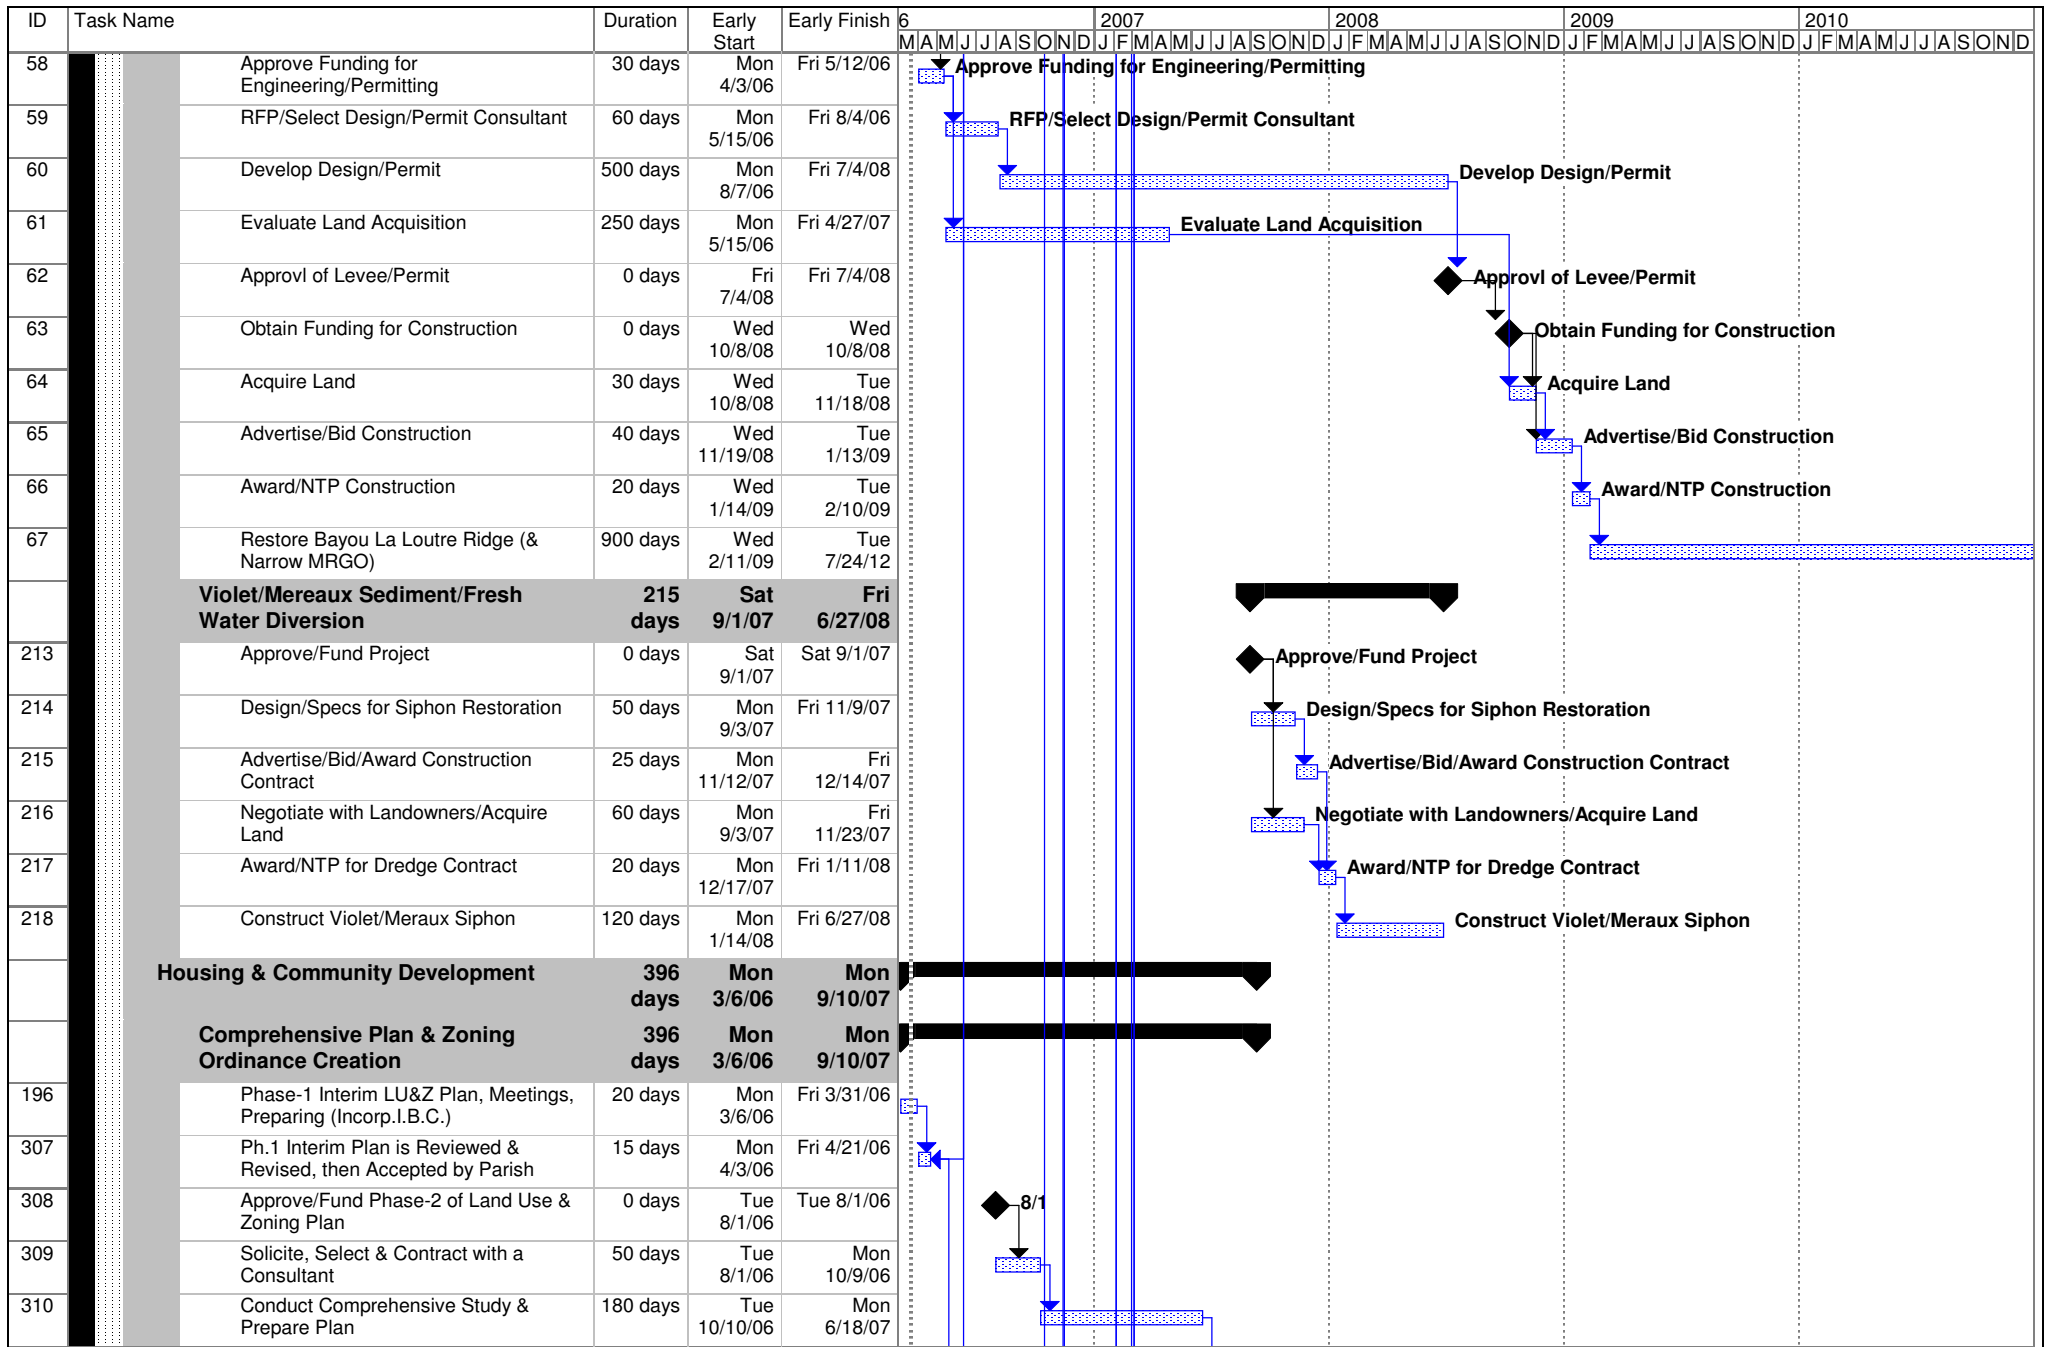 ID Task Name Duration Early Start Early Finish 6 2007 2008 2009 2010
M A M J J A S O N D J F M A M J J A S O N D J F M A M J J A S O N D J F M A M J J A S O N D J F M A M J J A S O N D
58 Approve Funding for Engineering/Permitting 30 days Mon 4/3/06 Fri 5/12/06 Approve Funding for Engineering/Permitting
59 RFP/Select Design/Permit Consultant 60 days Mon 5/15/06 Fri 8/4/06 RFP/Select Design/Permit Consultant
60 Develop Design/Permit 500 days Mon 8/7/06 Fri 7/4/08 Develop Design/Permit
61 Evaluate Land Acquisition 250 days Mon 5/15/06 Fri 4/27/07 Evaluate Land Acquisition
62 Approvl of Levee/Permit 0 days Fri 7/4/08 Fri 7/4/08 Approvl of Levee/Permit
63 Obtain Funding for Construction 0 days Wed 10/8/08 Wed 10/8/08 Obtain Funding for Construction
64 Acquire Land 30 days Wed 10/8/08 Tue 11/18/08 Acquire Land
65 Advertise/Bid Construction 40 days Wed 11/19/08 Tue 1/13/09 Advertise/Bid Construction
66 Award/NTP Construction 20 days Wed 1/14/09 Tue 2/10/09 Award/NTP Construction
67 Restore Bayou La Loutre Ridge (& Narrow MRGO) 900 days Wed 2/11/09 Tue 7/24/12
Violet/Mereaux Sediment/Fresh Water Diversion 215 days Sat 9/1/07 Fri 6/27/08
213 Approve/Fund Project 0 days Sat 9/1/07 Sat 9/1/07 Approve/Fund Project
214 Design/Specs for Siphon Restoration 50 days Mon 9/3/07 Fri 11/9/07 Design/Specs for Siphon Restoration
215 Advertise/Bid/Award Construction Contract 25 days Mon 11/12/07 Fri 12/14/07 Advertise/Bid/Award Construction Contract
216 Negotiate with Landowners/Acquire Land 60 days Mon 9/3/07 Fri 11/23/07 Negotiate with Landowners/Acquire Land
217 Award/NTP for Dredge Contract 20 days Mon 12/17/07 Fri 1/11/08 Award/NTP for Dredge Contract
218 Construct Violet/Meraux Siphon 120 days Mon 1/14/08 Fri 6/27/08 Construct Violet/Meraux Siphon
Housing & Community Development 396 days Mon 3/6/06 Mon 9/10/07
Comprehensive Plan & Zoning Ordinance Creation 396 days Mon 3/6/06 Mon 9/10/07
196 Phase-1 Interim LU&Z Plan, Meetings, Preparing (Incorp.I.B.C.) 20 days Mon 3/6/06 Fri 3/31/06
307 Ph.1 Interim Plan is Reviewed & Revised, then Accepted by Parish 15 days Mon 4/3/06 Fri 4/21/06
308 Approve/Fund Phase-2 of Land Use & Zoning Plan 0 days Tue 8/1/06 Tue 8/1/06 8/1
309 Solicite, Select & Contract with a Consultant 50 days Tue 8/1/06 Mon 10/9/06
310 Conduct Comprehensive Study & Prepare Plan 180 days Tue 10/10/06 Mon 6/18/07